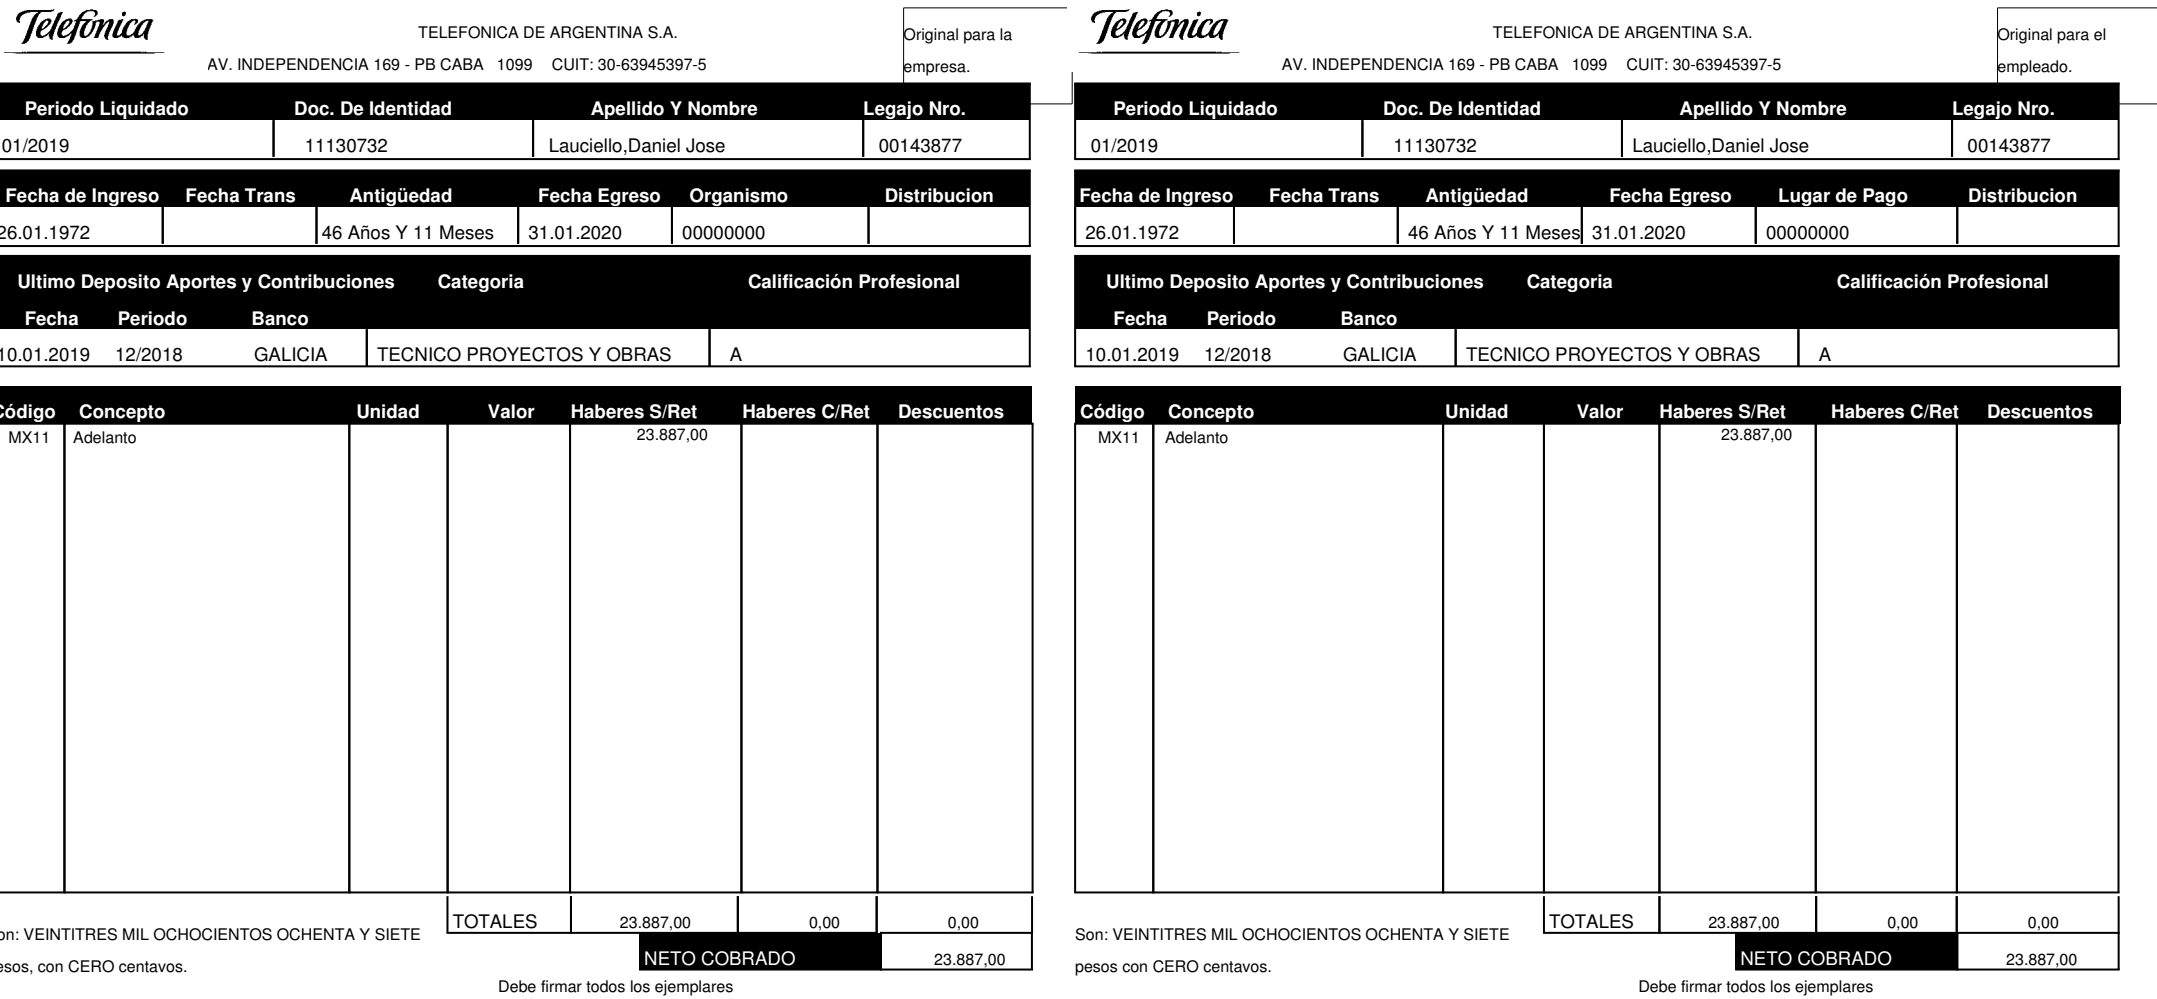 Telefónica
TELEFONICA DE ARGENTINA S.A.
AV. INDEPENDENCIA 169 - PB CABA 1099 CUIT: 30-63945397-5
Original para la
empresa.
Periodo Liquidado Doc. De Identidad Apellido Y Nombre Legajo Nro.
01/2019 11130732 Lauciello,Daniel Jose 00143877
Fecha de Ingreso Fecha Trans Antigüedad Fecha Egreso Organismo Distribucion
26.01.1972 46 Años Y 11 Meses 31.01.2020 00000000
Ultimo Deposito Aportes y Contribuciones Categoria Calificación Profesional
Fecha Periodo Banco
10.01.2019 12/2018 GALICIA TECNICO PROYECTOS Y OBRAS A
Código Concepto Unidad Valor Haberes S/Ret Haberes C/Ret Descuentos
MX11 Adelanto 23.887,00
TOTALES 23.887,00 0,00 0,00
on: VEINTITRES MIL OCHOCIENTOS OCHENTA Y SIETE
NETO COBRADO 23.887,00
esos, con CERO centavos.
Debe firmar todos los ejemplares
Telefónica
TELEFONICA DE ARGENTINA S.A.
AV. INDEPENDENCIA 169 - PB CABA 1099 CUIT: 30-63945397-5
Original para el
empleado.
Periodo Liquidado Doc. De Identidad Apellido Y Nombre Legajo Nro.
01/2019 11130732 Lauciello,Daniel Jose 00143877
Fecha de Ingreso Fecha Trans Antigüedad Fecha Egreso Lugar de Pago Distribucion
26.01.1972 46 Años Y 11 Meses 31.01.2020 00000000
Ultimo Deposito Aportes y Contribuciones Categoria Calificación Profesional
Fecha Periodo Banco
10.01.2019 12/2018 GALICIA TECNICO PROYECTOS Y OBRAS A
Código Concepto Unidad Valor Haberes S/Ret Haberes C/Ret Descuentos
MX11 Adelanto 23.887,00
TOTALES 23.887,00 0,00 0,00
Son: VEINTITRES MIL OCHOCIENTOS OCHENTA Y SIETE
NETO COBRADO 23.887,00
pesos con CERO centavos.
Debe firmar todos los ejemplares